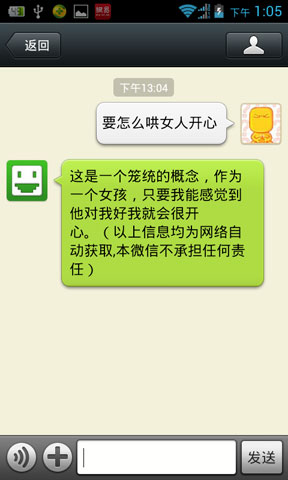 下午 1:05
返回
下午13:04
要怎么哄女人开心
这是一个笼统的概念，作为
一个女孩，只要我能感觉到
他对我好我就会很开
心。（以上信息均为网络自
动获取,本微信不承担任何责
任）
发送